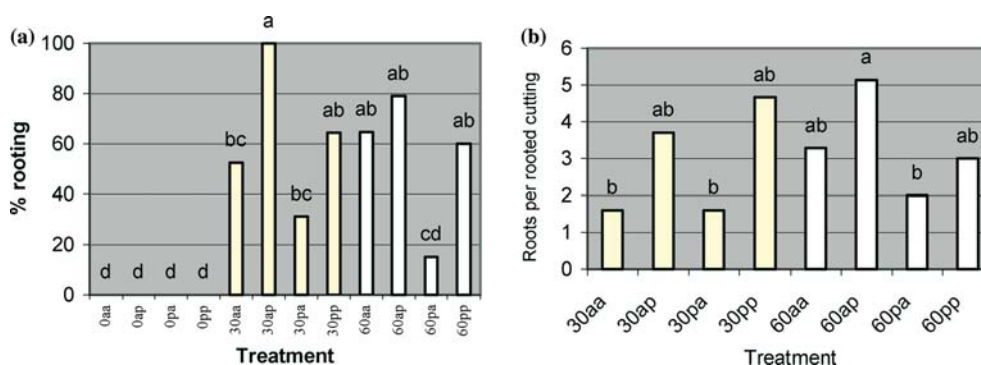 (a)
% rooting
100
80
60
40
20
0
d d d d bc a bc ab ab ab cd ab
0aa 0ap 0pa 0pp 30aa 30ap 30pa 30pp 60aa 60ap 60pa 60pp
Treatment
(b)
Roots per rooted cutting
6
5
4
3
2
1
0
b ab b ab ab a b ab
30aa 30ap 30pa 30pp 60aa 60ap 60pa 60pp
Treatment